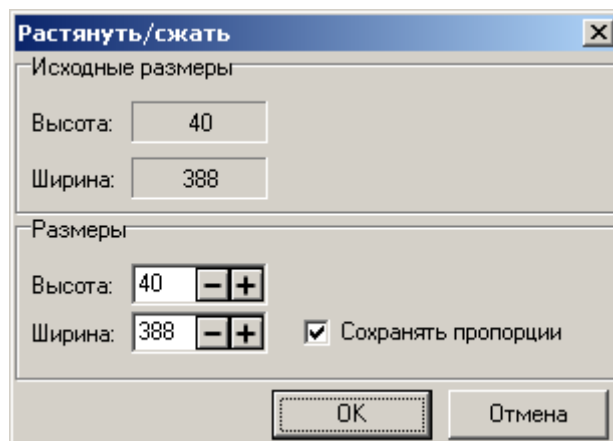 Растянуть/сжать
Исходные размеры
Высота: 40
Ширина: 388
Размеры
Высота: 40
Ширина: 388 Сохранять пропорции
OK Отмена